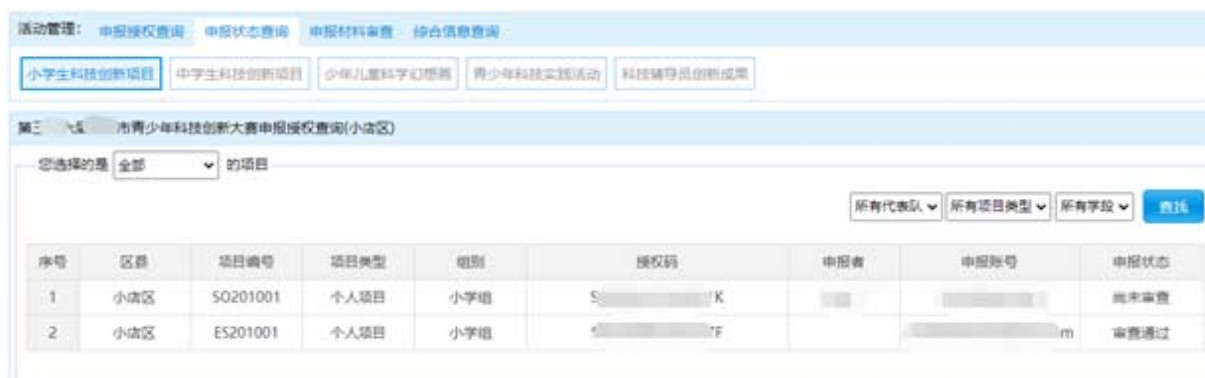 活动管理： 申报授权查询 申报状态查询 申报材料审查 综合信息查询
小学生科技创新项目 中学生科技创新项目 少年儿童科学幻想画 青少年科技实践活动 科技辅导员创新成果
第三 市青少年科技创新大赛申报授权查询(小店区)
您选择的是 全部 的项目
所有代表队 所有项目类型 所有学段 查找
序号 区县 项目编号 项目类型 组别 授权码 申报者 申报账号 申报状态
1 小店区 SO201001 个人项目 小学组 S K 尚未审查
2 小店区 ES201001 个人项目 小学组 m 审查通过